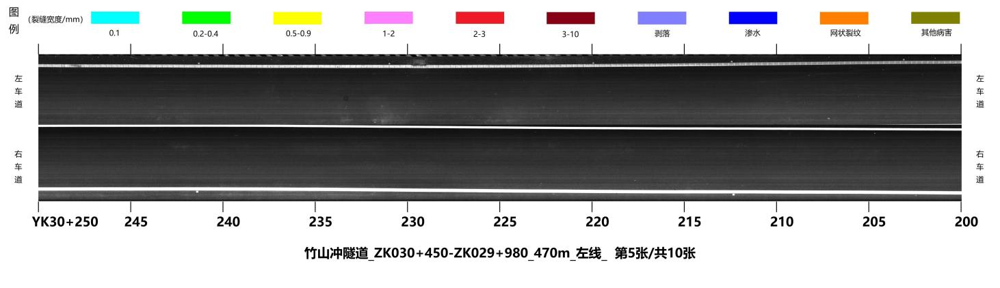 图例
(裂缝宽度/mm)
0.1 0.2-0.4 0.5-0.9 1-2 2-3 3-10 剥落 渗水 网状裂纹 其他病害
左车道
左车道
右车道
右车道
YK30+250 245 240 235 230 225 220 215 210 205 200
竹山冲隧道_ZK030+450-ZK029+980_470m_左线_ 第5张/共10张